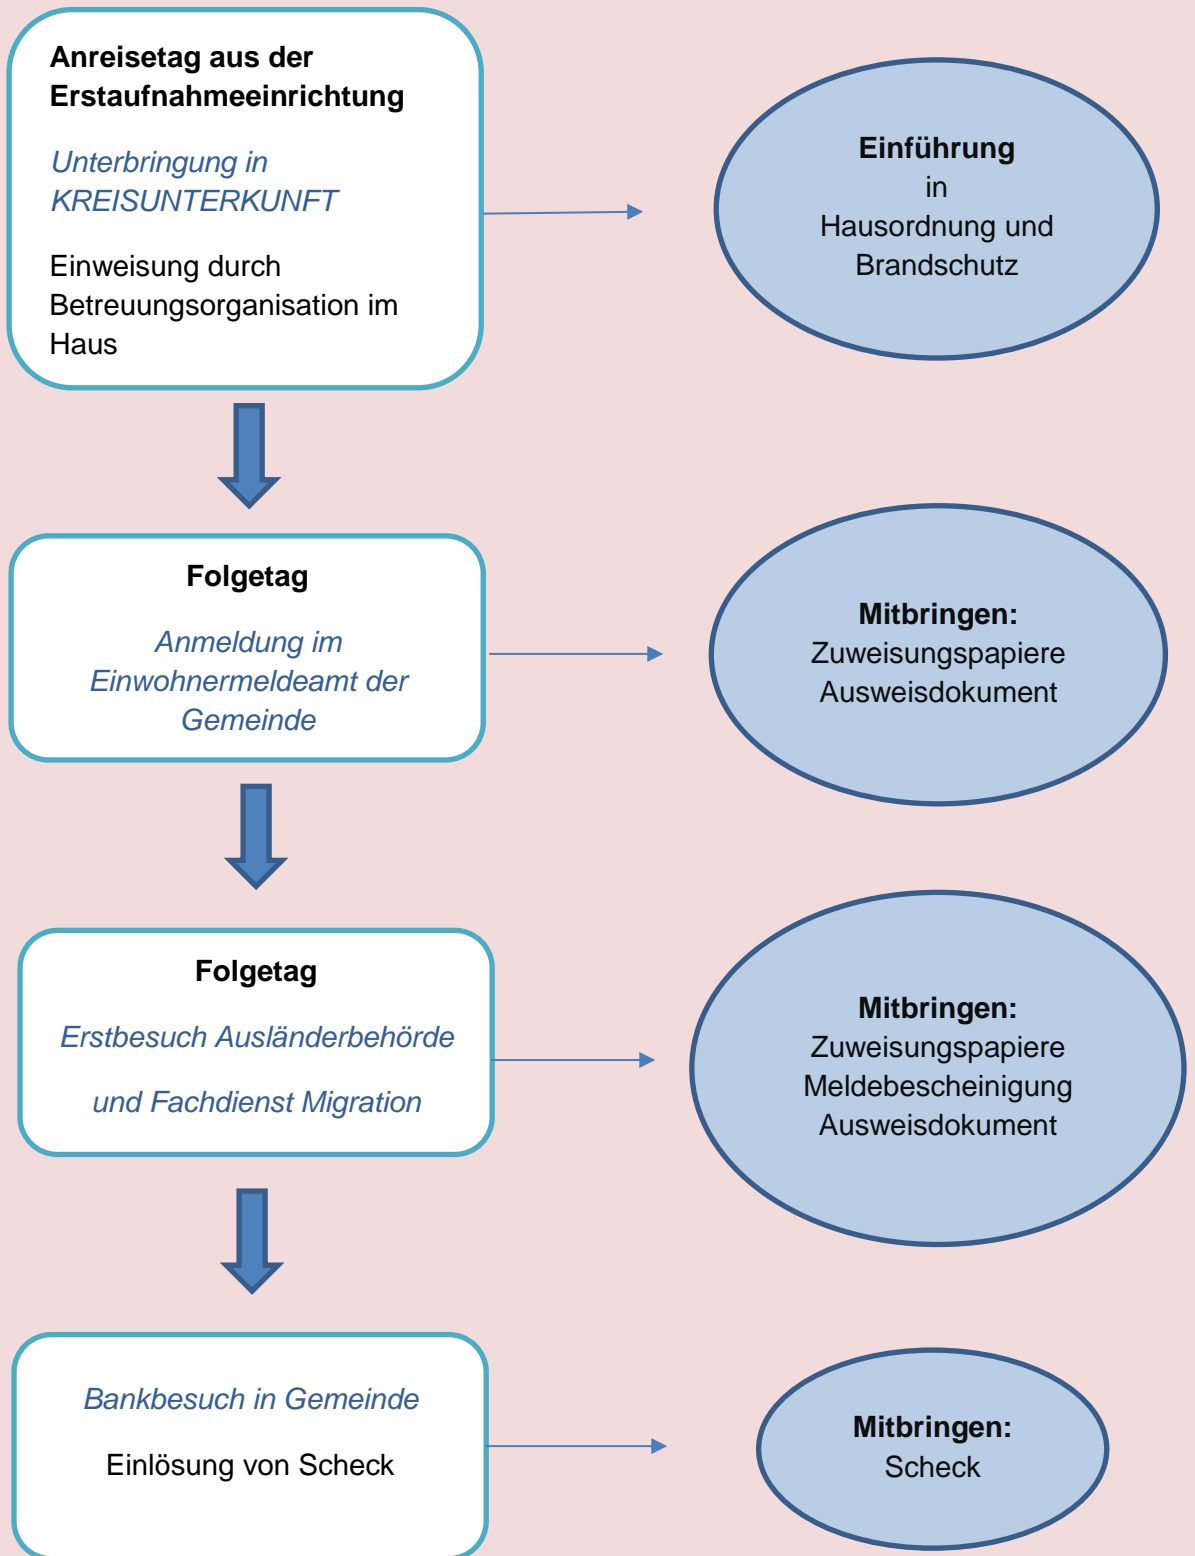 Anreisetag aus der
Erstaufnahmeeinrichtung
Unterbringung in
KREISUNTERKUNFT
Einweisung durch
Betreuungsorganisation im
Haus
Einführung
in
Hausordnung und
Brandschutz
Folgetag
Anmeldung im
Einwohnermeldeamt der
Gemeinde
Mitbringen:
Zuweisungspapiere
Ausweisdokument
Folgetag
Erstbesuch Ausländerbehörde
und Fachdienst Migration
Mitbringen:
Zuweisungspapiere
Meldebescheinigung
Ausweisdokument
Bankbesuch in Gemeinde
Einlösung von Scheck
Mitbringen:
Scheck